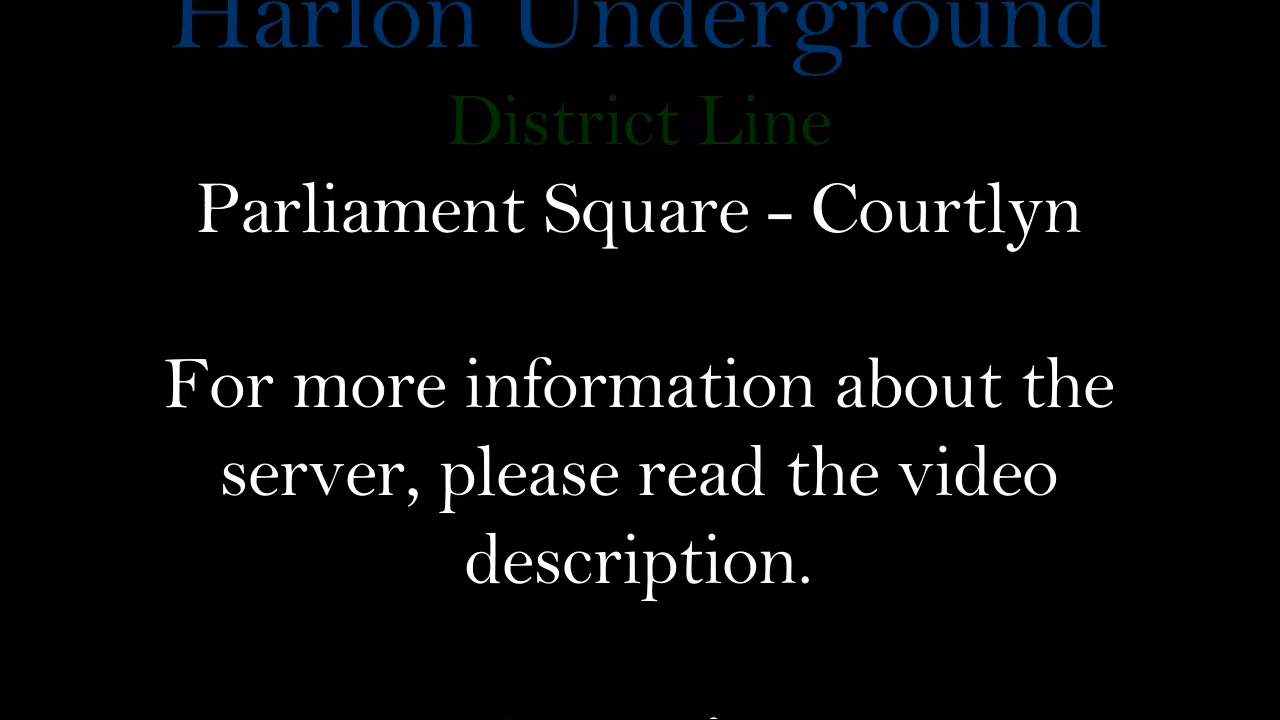 Harlon Underground
District Line
Parliament Square - Courtlyn
For more information about the
server, please read the video
description.